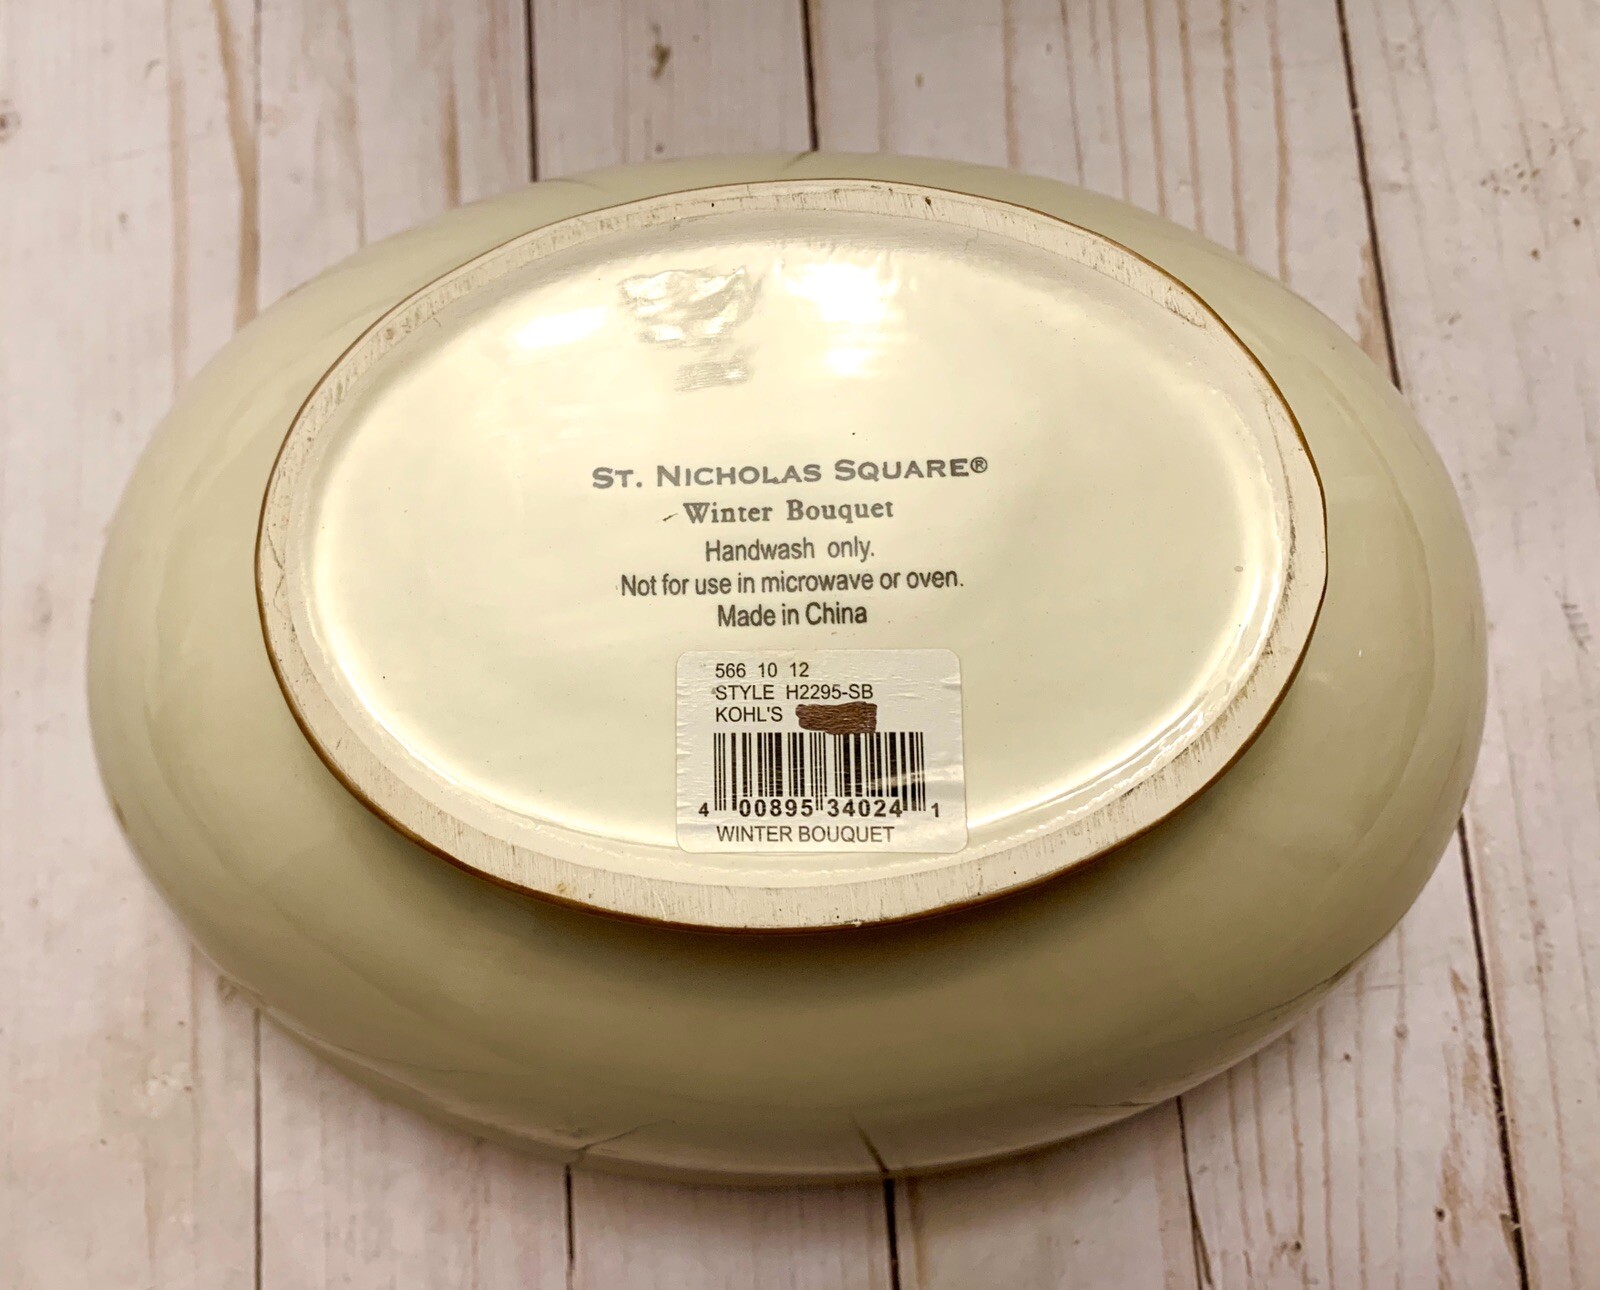 ST. NICHOLAS SQUARE®
Winter Bouquet
Handwash only.
Not for use in microwave or oven.
Made in China
566 10 12
STYLE H2295-SB
KOHL'S
4 00895 34024 1
WINTER BOUQUET